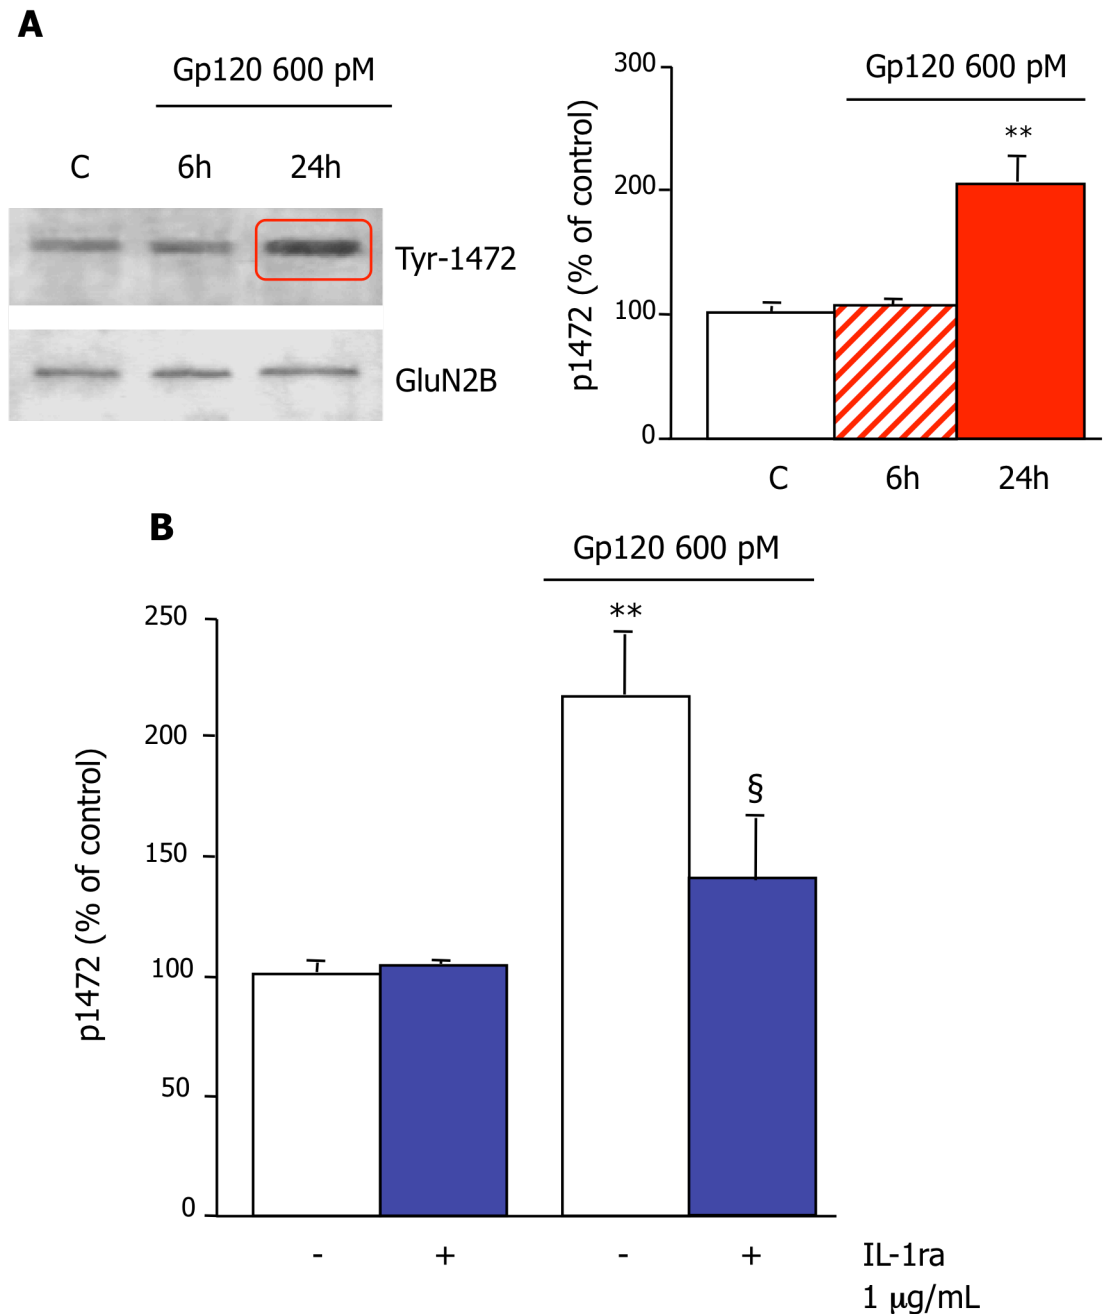 A
Gp120 600 pM
C 6h 24h
Tyr-1472
GluN2B
p1472 (% of control)
300
200
100
0
Gp120 600 pM
**
C 6h 24h
B
Gp120 600 pM
p1472 (% of control)
250
200
150
100
50
0
**
§
- + - + IL-1ra
1 μg/mL